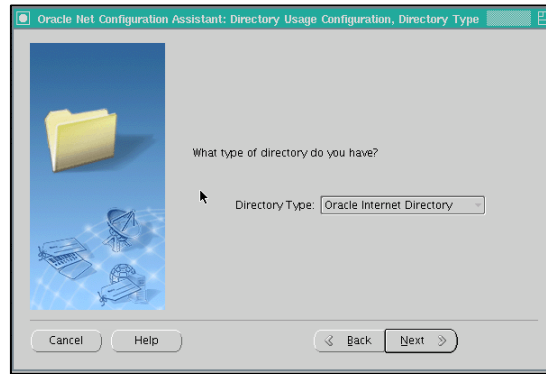 Oracle Net Configuration Assistant: Directory Usage Configuration, Directory Type
What type of directory do you have?
Directory Type: Oracle Internet Directory
Cancel Help Back Next